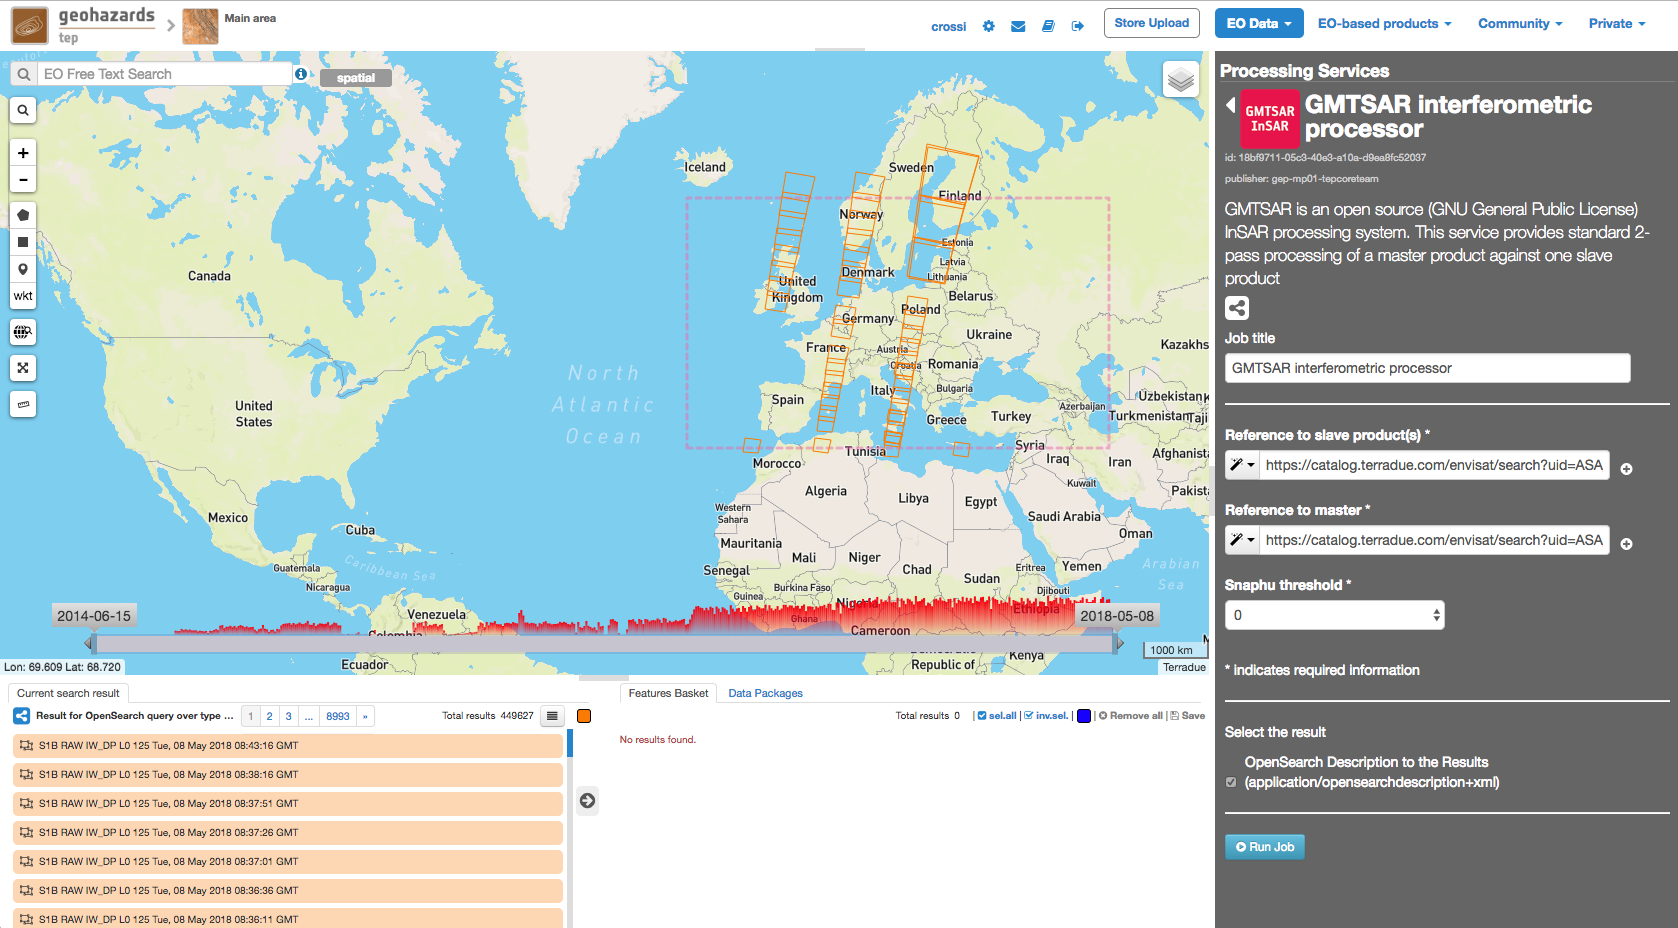 geohazards
tep
Main area
crossi
Store Upload
EO Data
EO-based products
Community
Private
EO Free Text Search
spatial
wkt
Iceland
Sweden
Finland
Norway
Estonia
Latvia
Lithuania
Denmark
United
Kingdom
Belarus
Poland
Germany
Ukraine
France
Austria
Kazakhs
Croatia
Romania
Italy
Bulgaria
Spain
Greece
Turkey
Azerbaijan
Uzbekistan
Turkmenistan
Taji
Canada
United
States
North
Atlantic
Ocean
Syria
Tunisia
Morocco
Iraq
Iran
Afghanist
Kuwait
Pakist
Algeria
Libya
Egypt
Western
Sahara
Saudi Arabia
Mexico
Cuba
Oman
Mauritania
Mali
Niger
Chad
Sudan
Eritrea
Yemen
Arabian
Sea
Caribbean Sea
Guatemala
Nicaragua
Senegal
Burkina Faso
Guinea
Djibouti
Nigeria
Ethiopia
Ghana
Venezuela
Colombia
Cameroon
Ecuador
Democratic
Republic of
Kenya
2014-06-15
2018-05-08
1000 km
Lon: 69.609 Lat: 68.720
Terradue
Current search result
Result for OpenSearch query over type ...
1
2
3
...
8993
»
Total results 449627
S1B RAW IW_DP L0 125 Tue, 08 May 2018 08:43:16 GMT
S1B RAW IW_DP L0 125 Tue, 08 May 2018 08:38:16 GMT
S1B RAW IW_DP L0 125 Tue, 08 May 2018 08:37:51 GMT
S1B RAW IW_DP L0 125 Tue, 08 May 2018 08:37:26 GMT
S1B RAW IW_DP L0 125 Tue, 08 May 2018 08:37:01 GMT
S1B RAW IW_DP L0 125 Tue, 08 May 2018 08:36:36 GMT
S1B RAW IW_DP L0 125 Tue, 08 May 2018 08:36:11 GMT
Features Basket
Data Packages
Total results 0 | sel.all | inv.sel. | | Remove all | Save
No results found.
Processing Services
GMTSAR
InSAR
GMTSAR interferometric
processor
id: 18bf9711-05c3-40e3-a10a-d9ea8fc52037
publisher: gep-mp01-tepcoreteam
GMTSAR is an open source (GNU General Public License)
InSAR processing system. This service provides standard 2-
pass processing of a master product against one slave
product
Job title
GMTSAR interferometric processor
Reference to slave product(s) *
https://catalog.terradue.com/envisat/search?uid=ASA
Reference to master *
https://catalog.terradue.com/envisat/search?uid=ASA
Snaphu threshold *
0
* indicates required information
Select the result
OpenSearch Description to the Results
(application/opensearchdescription+xml)
Run Job